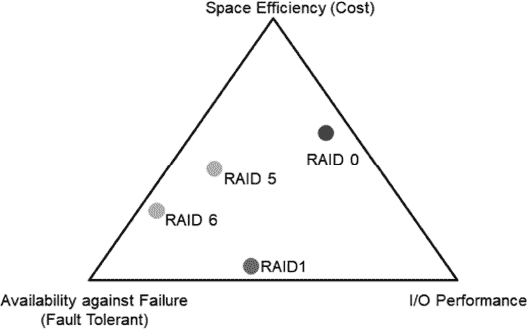 Space Efficiency (Cost)
RAID 0
RAID 5
RAID 6
RAID1
Availability against Failure
(Fault Tolerant)
I/O Performance